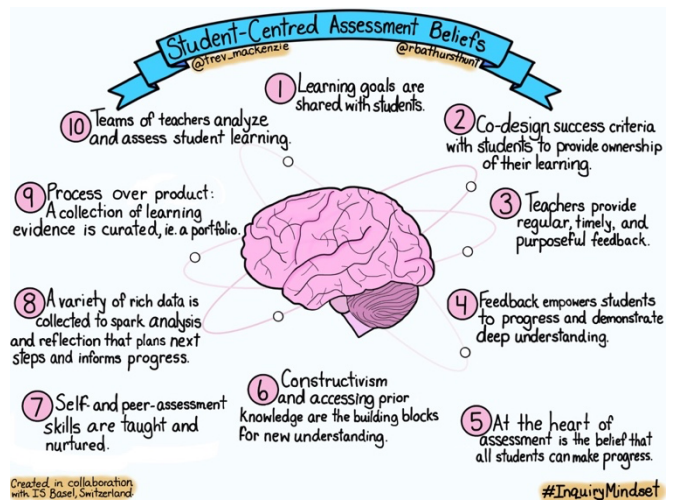 Student-Centred Assessment Beliefs
@trev_mackenzie
@rbathursthunt
1 Learning goals are
shared with students.
2 Co-design success criteria
with students to provide ownership
of their learning.
3 Teachers provide
regular, timely, and
purposeful feedback.
4 Feedback empowers students
to progress and demonstrate
deep understanding.
5 At the heart of
assessment is the belief that
all students can make progress.
6 Constructivism
and accessing prior
knowledge are the building blocks
for new understanding.
7 Self- and peer-assessment
skills are taught and
nurtured.
8 A variety of rich data is
collected to spark analysis
and reflection that plans next
steps and informs progress.
9 Process over product:
A collection of learning
evidence is curated, ie. a portfolio.
10 Teams of teachers analyze
and assess student learning.
Created in collaboration
with IS Basel, Switzerland.
#InquiryMindset